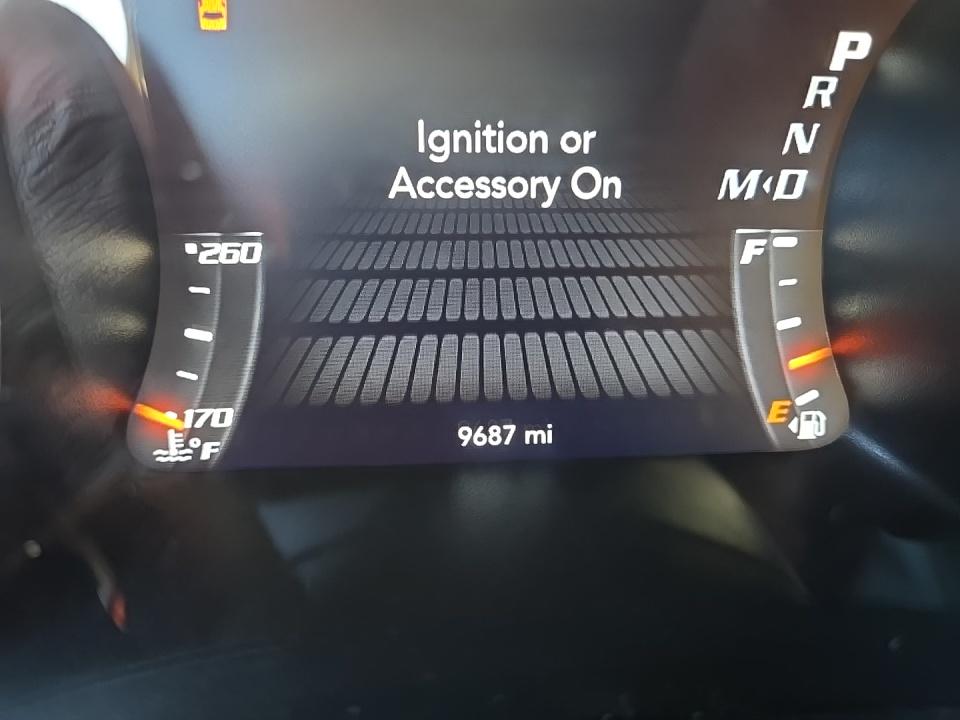 P
R
Ignition or
N
Accessory On
M D
260
F
170
°F
E
9687 mi